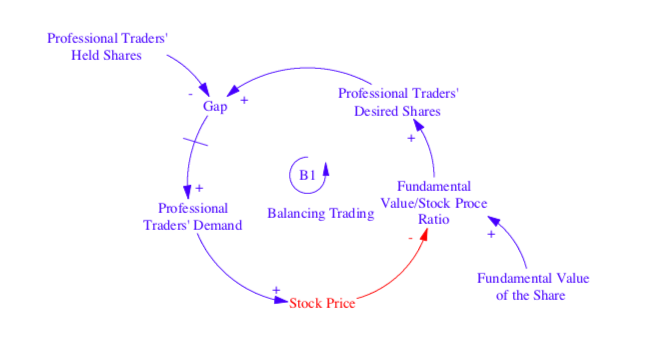 Professional Traders'
Held Shares
-
Gap
+
Professional Traders'
Desired Shares
+
B1
Balancing Trading
+
Professional
Traders' Demand
Fundamental
Value/Stock Proce
Ratio
-
+
+
Stock Price
Fundamental Value
of the Share